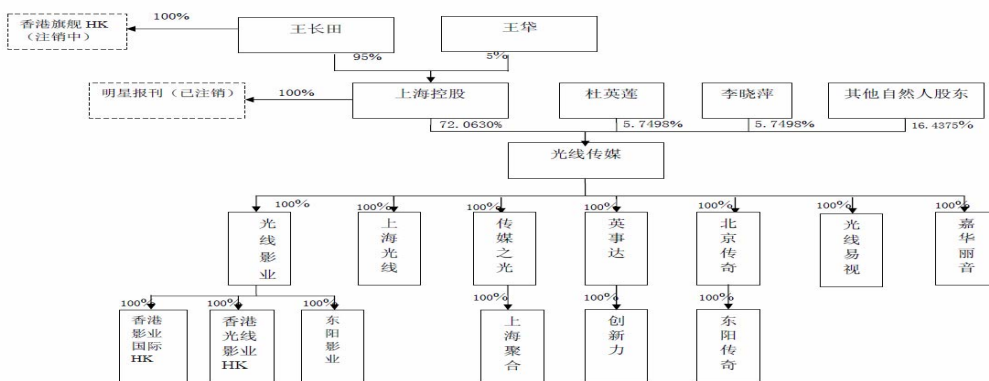 香港旗舰 HK
（注销中）
100%
王长田
王牮
95%
5%
明星报刊（已注销）
100%
上海控股
杜英莲
李晓萍
其他自然人股东
72.0630%
5.7498%
5.7498%
16.4375%
光线传媒
100%
100%
100%
100%
100%
100%
100%
光线影业
上海光线
传媒之光
英事达
北京传奇
光线易视
嘉华丽音
100%
100%
100%
100%
100%
100%
香港影业国际HK
香港光线影业HK
东阳影业
上海聚合
创新力
东阳传奇